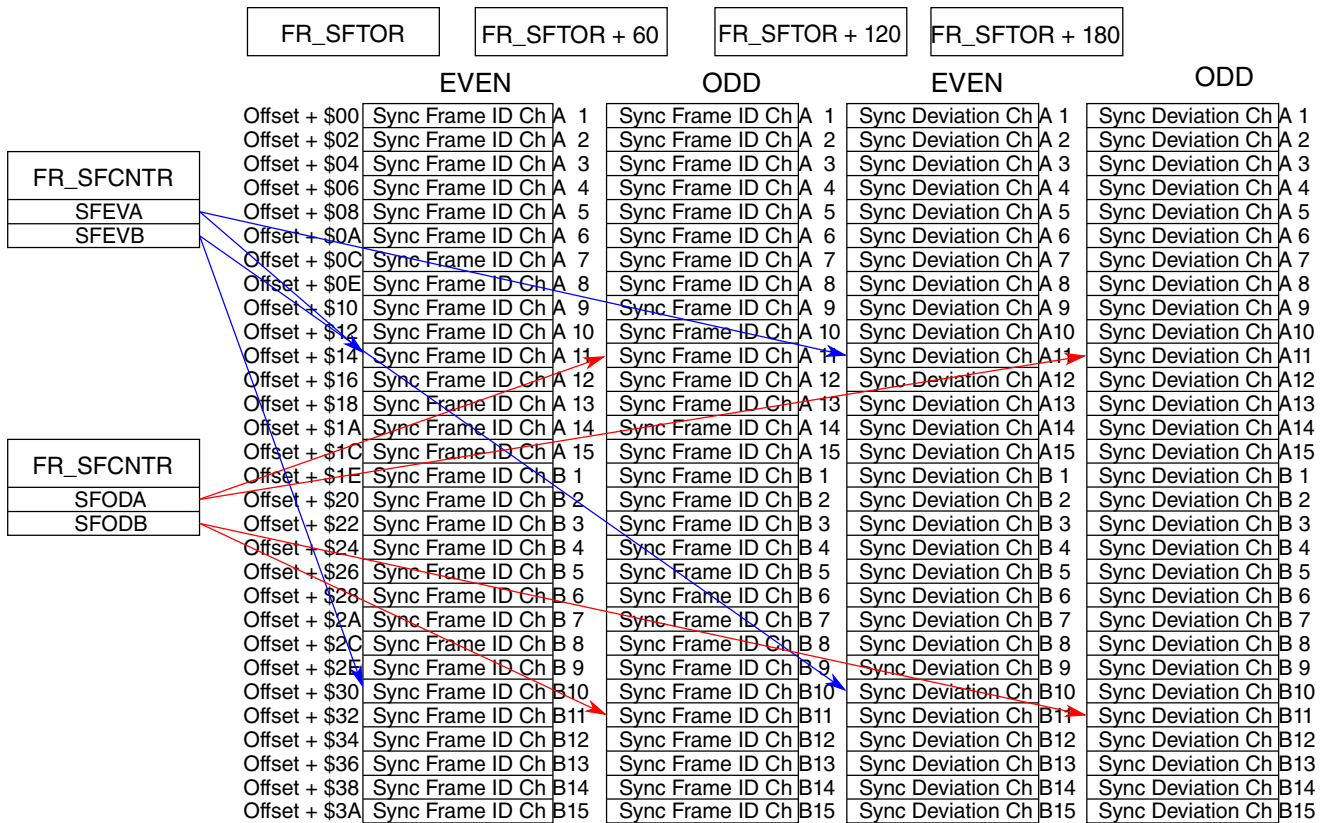 FR_SFTOR FR_SFTOR + 60 FR_SFTOR + 120 FR_SFTOR + 180
EVEN ODD EVEN ODD
Offset + $00 Sync Frame ID Ch A 1 Sync Frame ID Ch A 1 Sync Deviation Ch A 1 Sync Deviation Ch A 1
Offset + $02 Sync Frame ID Ch A 2 Sync Frame ID Ch A 2 Sync Deviation Ch A 2 Sync Deviation Ch A 2
Offset + $04 Sync Frame ID Ch A 3 Sync Frame ID Ch A 3 Sync Deviation Ch A 3 Sync Deviation Ch A 3
FR_SFCNTR
Offset + $06 Sync Frame ID Ch A 4 Sync Frame ID Ch A 4 Sync Deviation Ch A 4 Sync Deviation Ch A 4
SFEVA Offset + $08 Sync Frame ID Ch A 5 Sync Frame ID Ch A 5 Sync Deviation Ch A 5 Sync Deviation Ch A 5
SFEVB Offset + $0A Sync Frame ID Ch A 6 Sync Frame ID Ch A 6 Sync Deviation Ch A 6 Sync Deviation Ch A 6
Offset + $0C Sync Frame ID Ch A 7 Sync Frame ID Ch A 7 Sync Deviation Ch A 7 Sync Deviation Ch A 7
Offset + $0E Sync Frame ID Ch A 8 Sync Frame ID Ch A 8 Sync Deviation Ch A 8 Sync Deviation Ch A 8
Offset + $10 Sync Frame ID Ch A 9 Sync Frame ID Ch A 9 Sync Deviation Ch A 9 Sync Deviation Ch A 9
Offset + $12 Sync Frame ID Ch A 10 Sync Frame ID Ch A 10 Sync Deviation Ch A10 Sync Deviation Ch A10
Offset + $14 Sync Frame ID Ch A 11 Sync Frame ID Ch A 11 Sync Deviation Ch A11 Sync Deviation Ch A11
Offset + $16 Sync Frame ID Ch A 12 Sync Frame ID Ch A 12 Sync Deviation Ch A12 Sync Deviation Ch A12
Offset + $18 Sync Frame ID Ch A 13 Sync Frame ID Ch A 13 Sync Deviation Ch A13 Sync Deviation Ch A13
Offset + $1A Sync Frame ID Ch A 14 Sync Frame ID Ch A 14 Sync Deviation Ch A14 Sync Deviation Ch A14
Offset + $1C Sync Frame ID Ch A 15 Sync Frame ID Ch A 15 Sync Deviation Ch A15 Sync Deviation Ch A15
FR_SFCNTR
Offset + $1E Sync Frame ID Ch B 1 Sync Frame ID Ch B 1 Sync Deviation Ch B 1 Sync Deviation Ch B 1
SFODA Offset + $20 Sync Frame ID Ch B 2 Sync Frame ID Ch B 2 Sync Deviation Ch B 2 Sync Deviation Ch B 2
SFODB Offset + $22 Sync Frame ID Ch B 3 Sync Frame ID Ch B 3 Sync Deviation Ch B 3 Sync Deviation Ch B 3
Offset + $24 Sync Frame ID Ch B 4 Sync Frame ID Ch B 4 Sync Deviation Ch B 4 Sync Deviation Ch B 4
Offset + $26 Sync Frame ID Ch B 5 Sync Frame ID Ch B 5 Sync Deviation Ch B 5 Sync Deviation Ch B 5
Offset + $28 Sync Frame ID Ch B 6 Sync Frame ID Ch B 6 Sync Deviation Ch B 6 Sync Deviation Ch B 6
Offset + $2A Sync Frame ID Ch B 7 Sync Frame ID Ch B 7 Sync Deviation Ch B 7 Sync Deviation Ch B 7
Offset + $2C Sync Frame ID Ch B 8 Sync Frame ID Ch B 8 Sync Deviation Ch B 8 Sync Deviation Ch B 8
Offset + $2E Sync Frame ID Ch B 9 Sync Frame ID Ch B 9 Sync Deviation Ch B 9 Sync Deviation Ch B 9
Offset + $30 Sync Frame ID Ch B10 Sync Frame ID Ch B10 Sync Deviation Ch B10 Sync Deviation Ch B10
Offset + $32 Sync Frame ID Ch B11 Sync Frame ID Ch B11 Sync Deviation Ch B11 Sync Deviation Ch B11
Offset + $34 Sync Frame ID Ch B12 Sync Frame ID Ch B12 Sync Deviation Ch B12 Sync Deviation Ch B12
Offset + $36 Sync Frame ID Ch B13 Sync Frame ID Ch B13 Sync Deviation Ch B13 Sync Deviation Ch B13
Offset + $38 Sync Frame ID Ch B14 Sync Frame ID Ch B14 Sync Deviation Ch B14 Sync Deviation Ch B14
Offset + $3A Sync Frame ID Ch B15 Sync Frame ID Ch B15 Sync Deviation Ch B15 Sync Deviation Ch B15